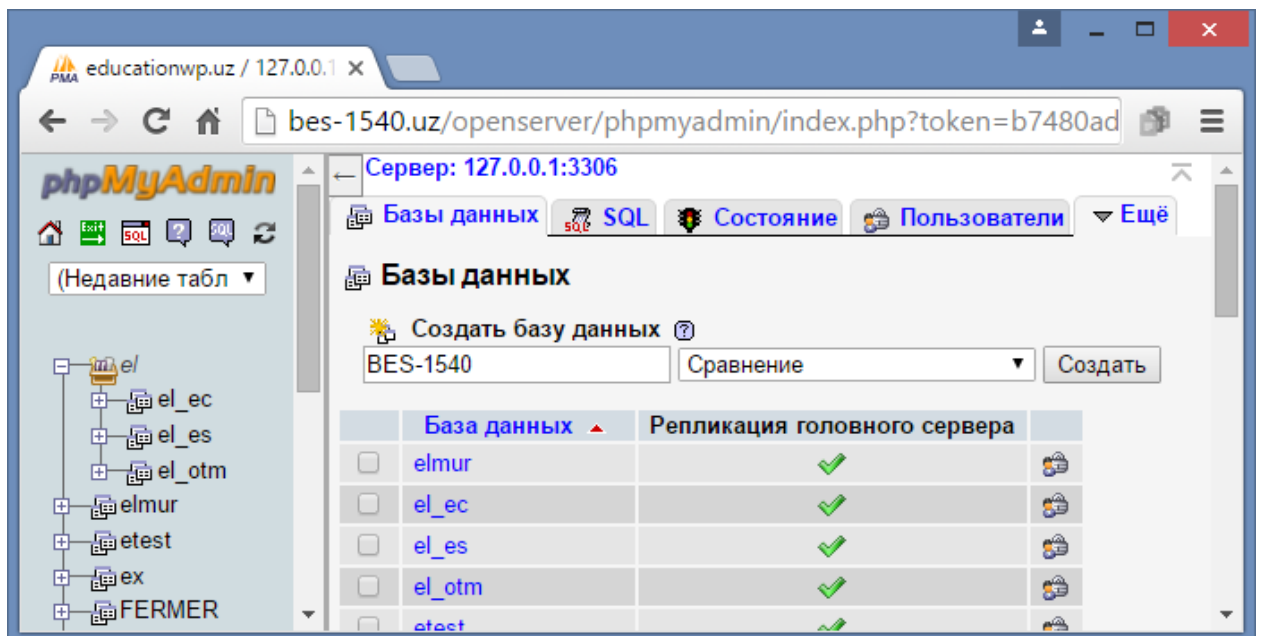 educationwp.uz / 127.0.0.1
bes-1540.uz/openserver/phpmyadmin/index.php?token=b7480ad
phpMyAdmin
(Недавние табл
el
el_ec
el_es
el_otm
elmur
etest
ex
FERMER
Сервер: 127.0.0.1:3306
Базы данных SQL Состояние Пользователи Ещё
Базы данных
Создать базу данных
BES-1540 Сравнение Создать
База данных Репликация головного сервера
elmur
el_ec
el_es
el_otm
etest